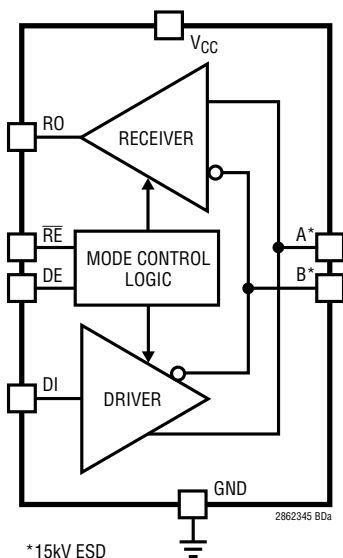 VCC
RO
RECEIVER
RE
DE
MODE CONTROL
LOGIC
A*
B*
DI
DRIVER
GND
2862345 BDa
*15kV ESD